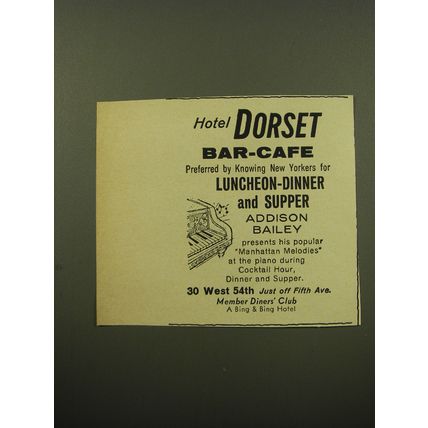 Hotel DORSET
BAR-CAFE
Preferred by Knowing New Yorkers for
LUNCHEON-DINNER
and SUPPER
ADDISON
BAILEY
presents his popular
"Manhattan Melodies"
at the piano during
Cocktail Hour,
Dinner and Supper.
30 West 54th Just off Fifth Ave.
Member Diners' Club
A Bing & Bing Hotel